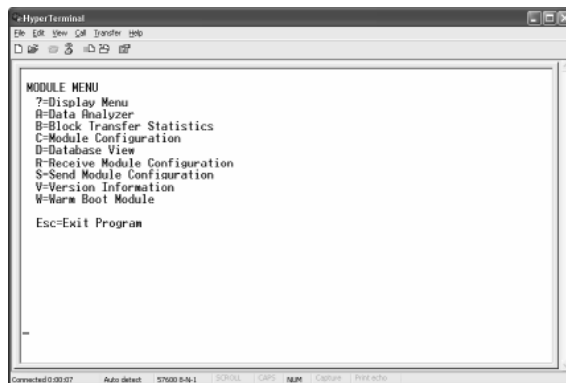 HyperTerminal
File Edit View Call Transfer Help
MODULE MENU
?=Display Menu
A=Data Analyzer
B=Block Transfer Statistics
C=Module Configuration
D=Database View
R=Receive Module Configuration
S=Send Module Configuration
V=Version Information
W=Warm Boot Module
Esc=Exit Program
Connected 0:00:07 Auto detect 57600 8-N-1 SCROLL CAPS NUM Capture Print echo